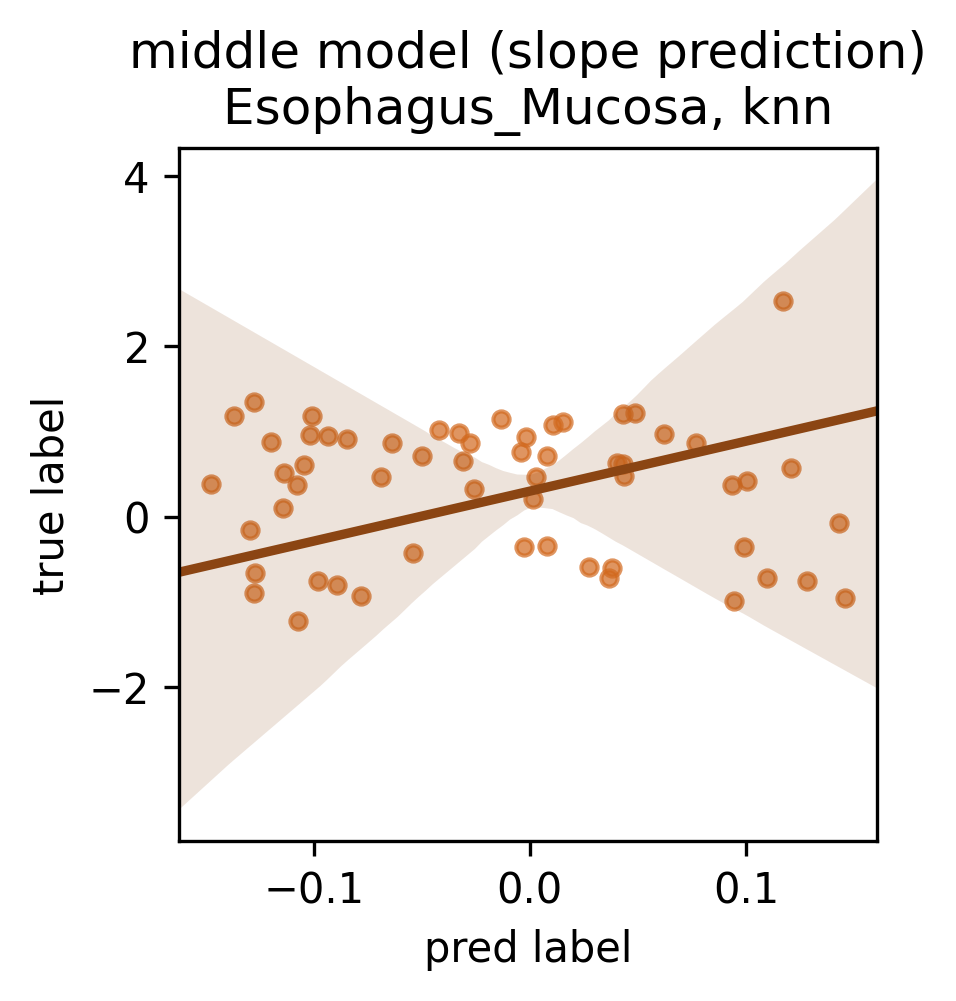 middle model (slope prediction)
Esophagus_Mucosa, knn
4
2
0
−2
true label
−0.1
0.0
0.1
pred label